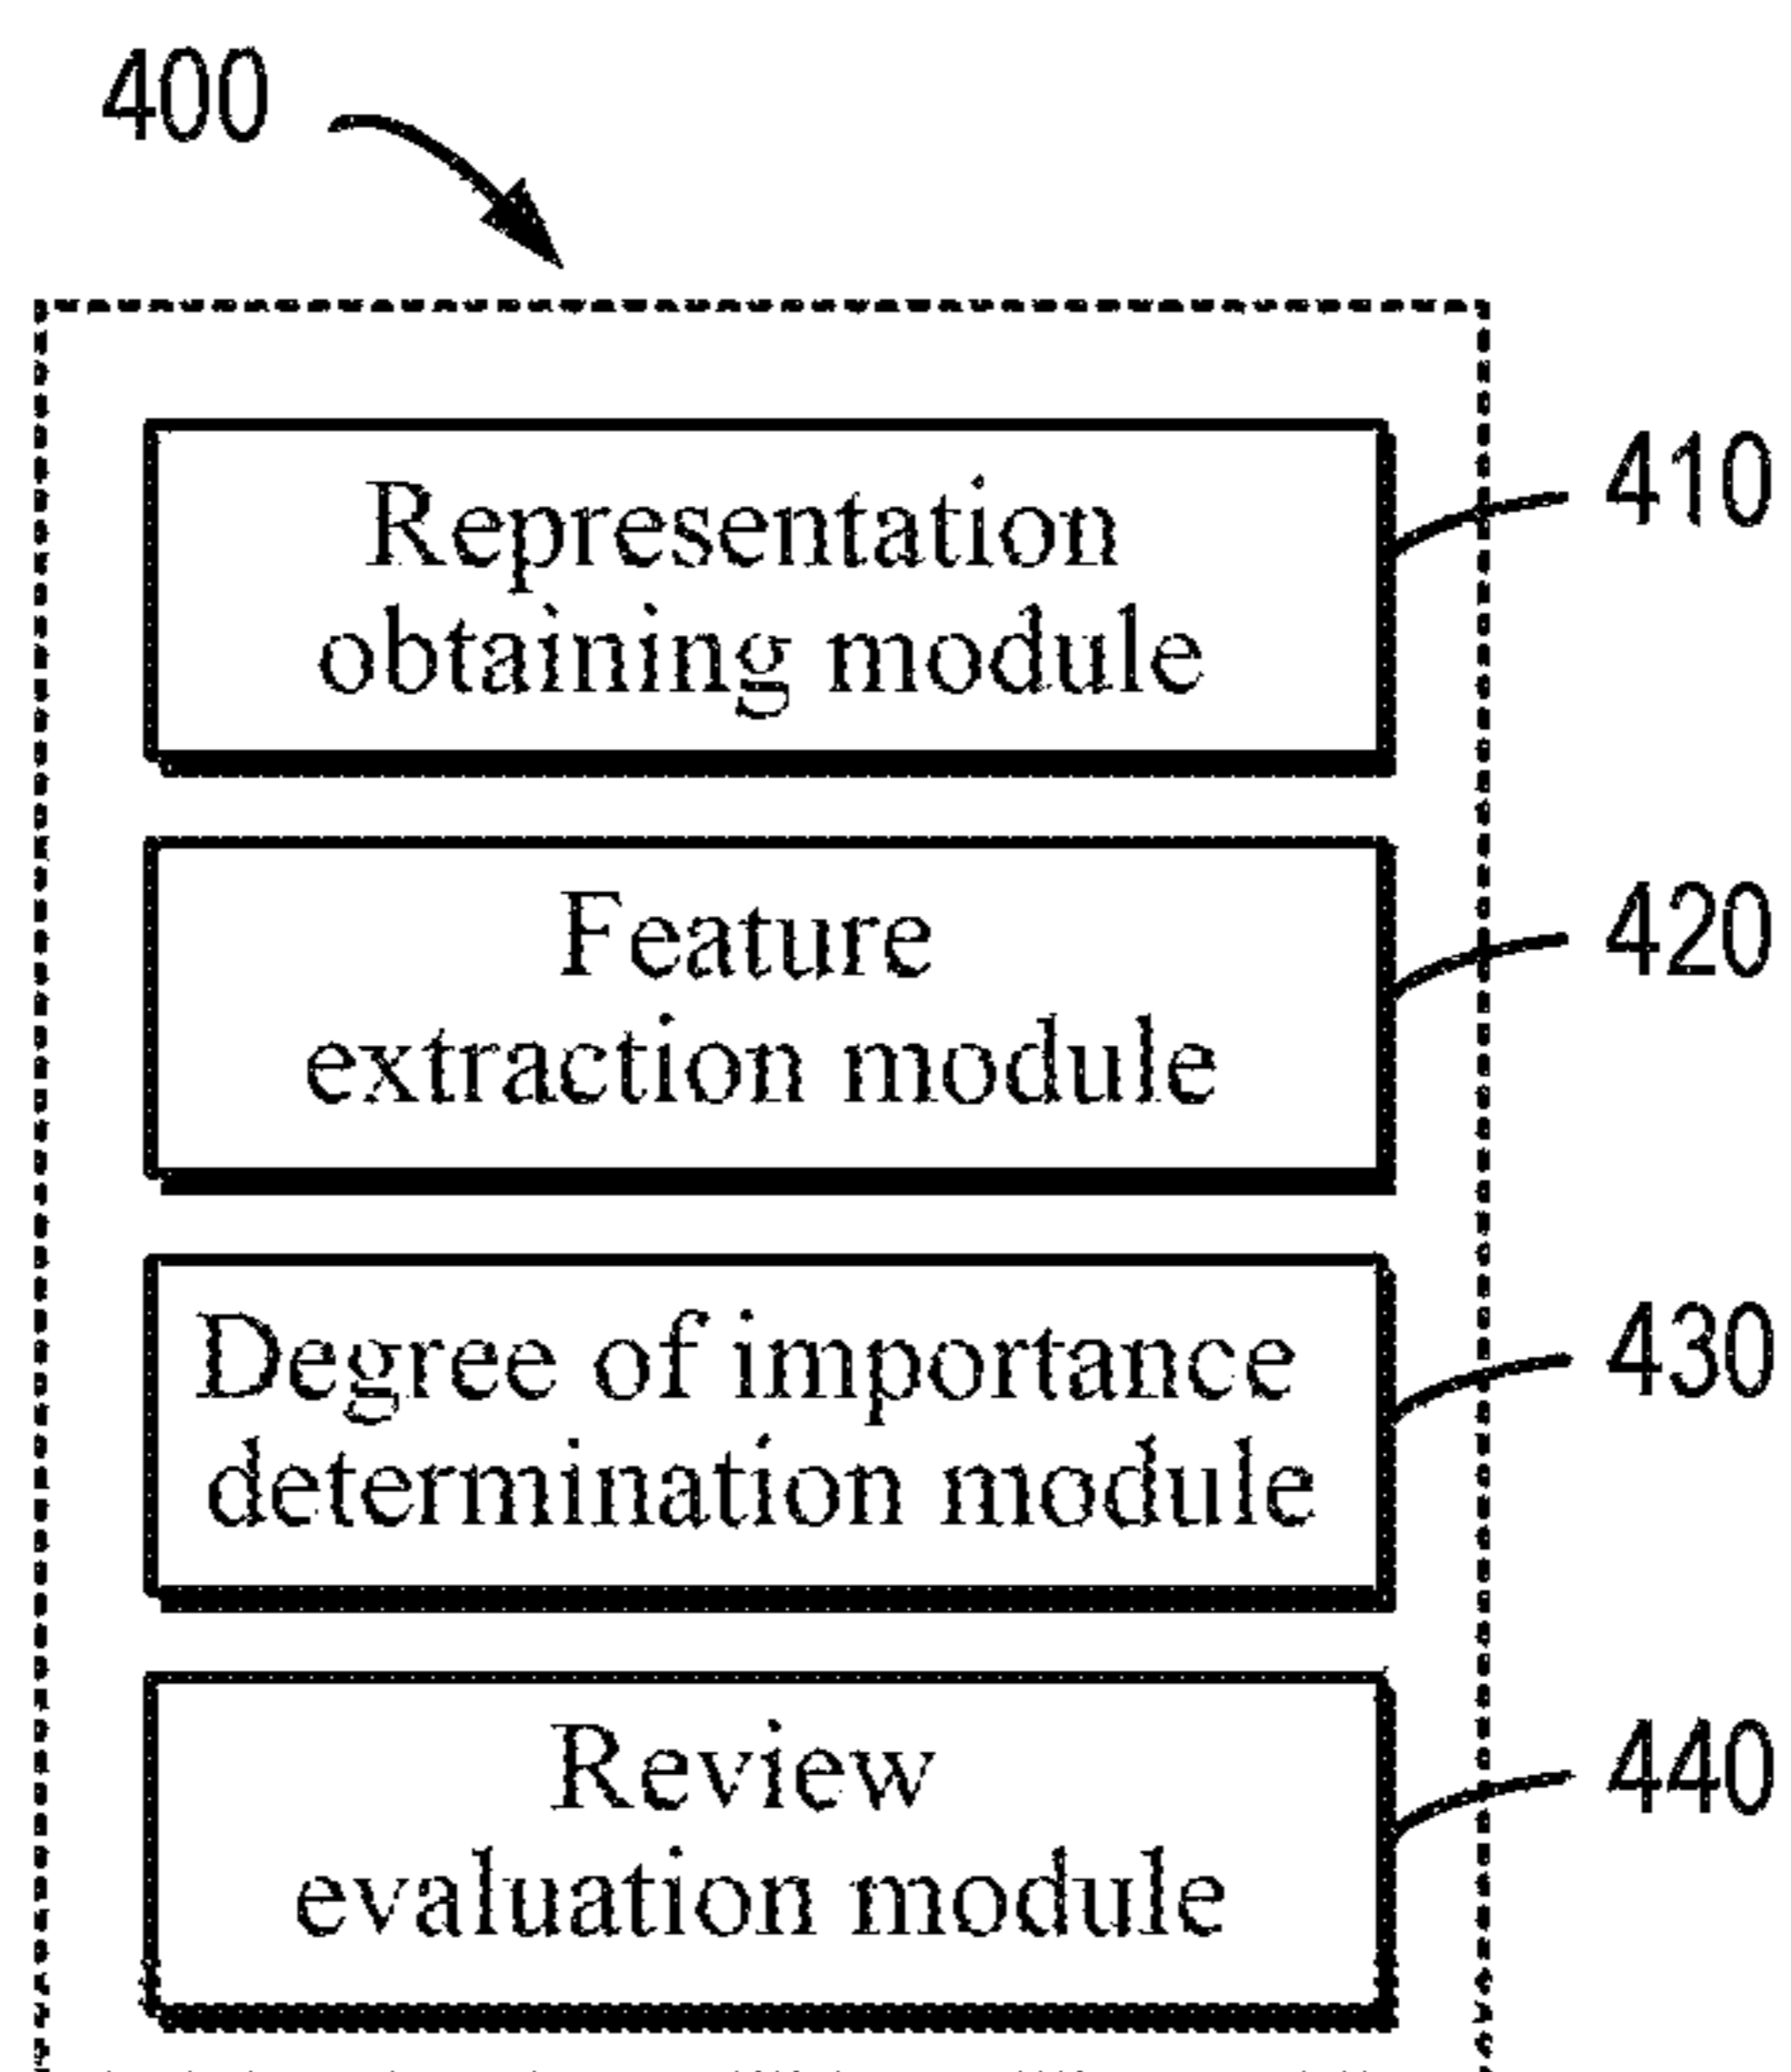 400
Representation
obtaining module
410
Feature
extraction module
420
Degree of importance
determination module
430
Review
evaluation module
440